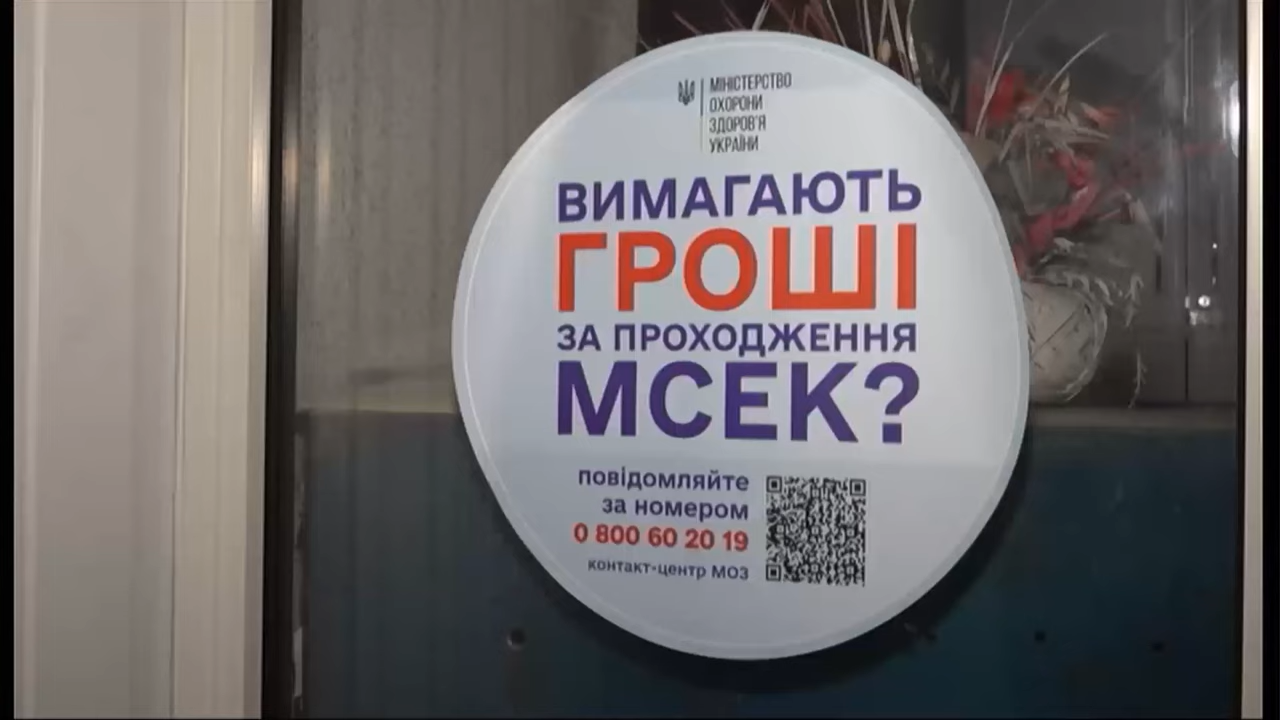 МІНІСТЕРСТВО
ОХОРОНИ
ЗДОРОВ'Я
УКРАЇНИ
ВИМАГАЮТЬ
ГРОШІ
ЗА ПРОХОДЖЕННЯ
МСЕК?
повідомляйте
за номером
0 800 60 20 19
контакт-центр МОЗ